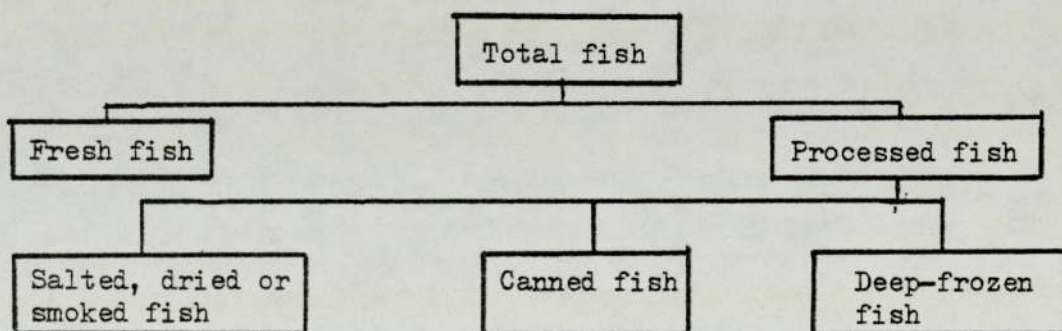 Total fish
Fresh fish
Processed fish
Salted, dried or
smoked fish
Canned fish
Deep-frozen
fish